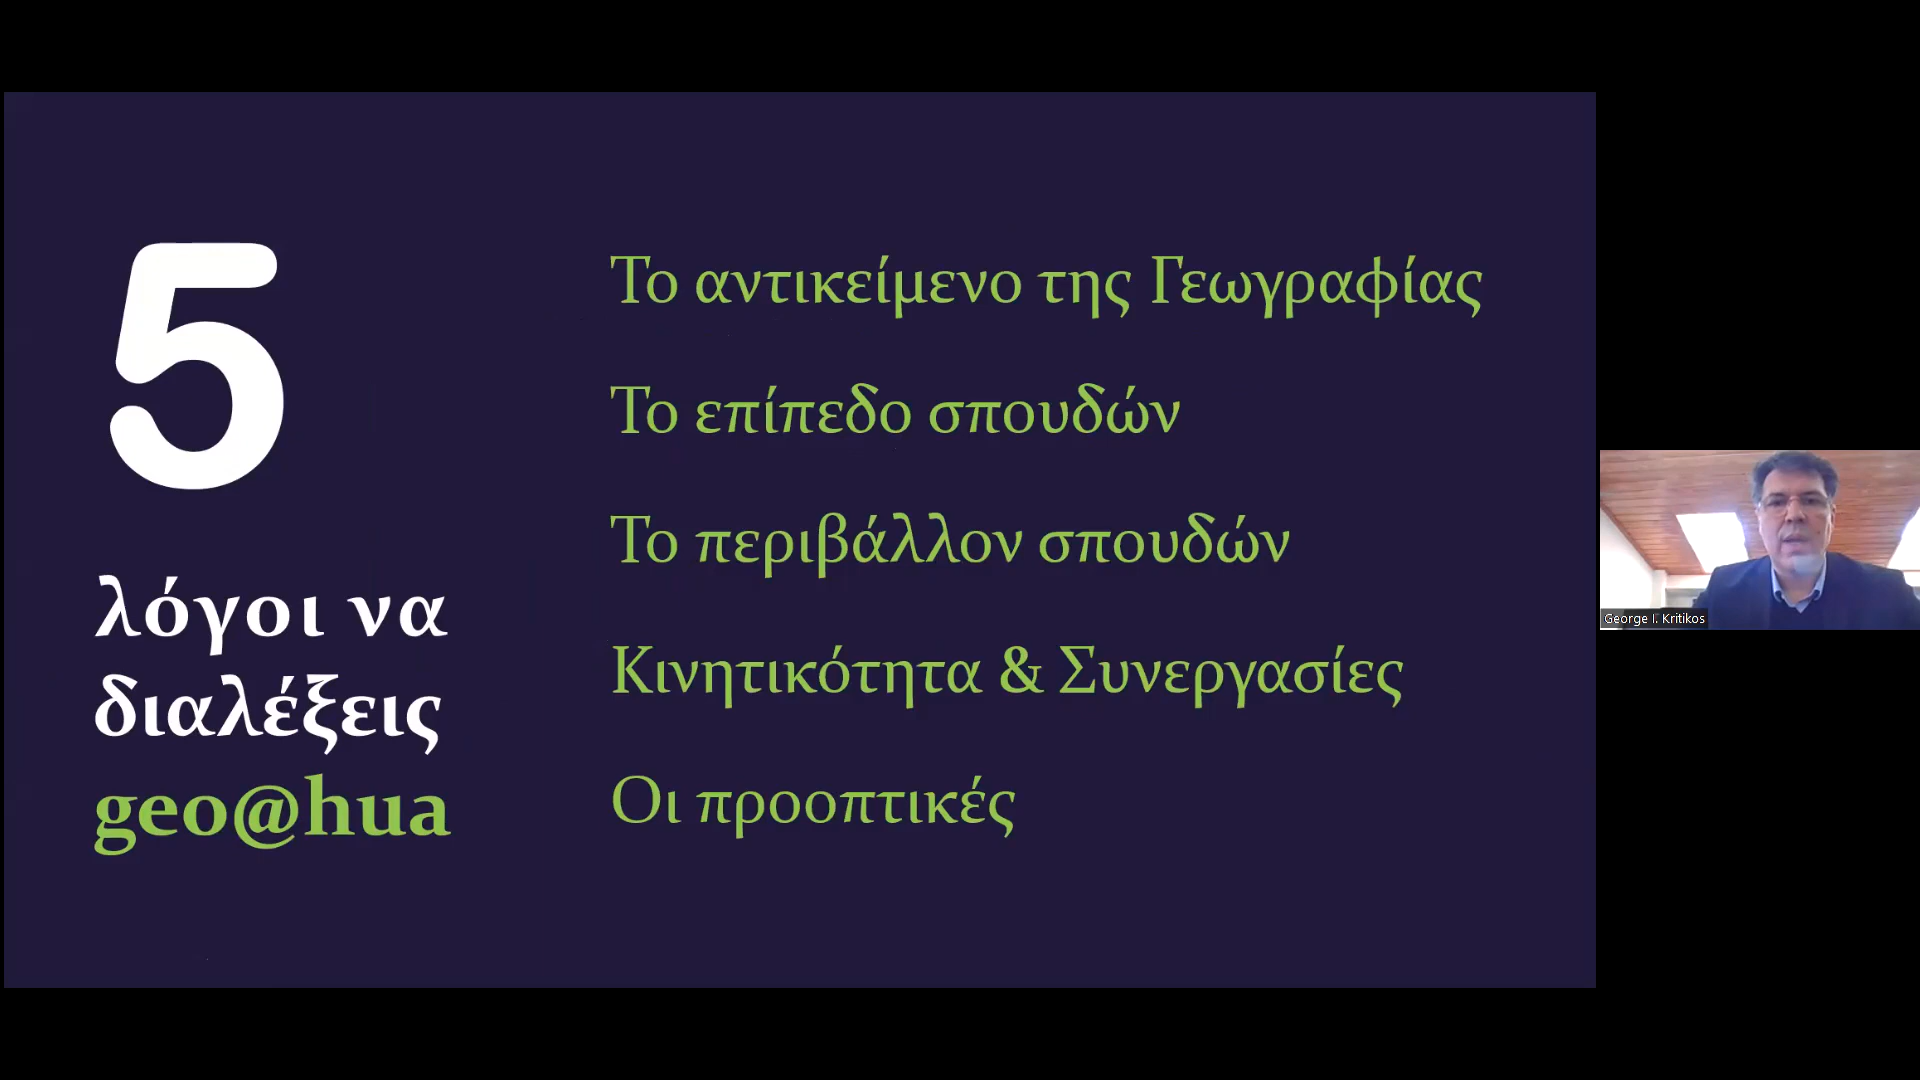 5
λόγοι να
διαλέξεις
geo@hua
Το αντικείμενο της Γεωγραφίας
Το επίπεδο σπουδών
Το περιβάλλον σπουδών
Κινητικότητα & Συνεργασίες
Οι προοπτικές
George I. Kritikos